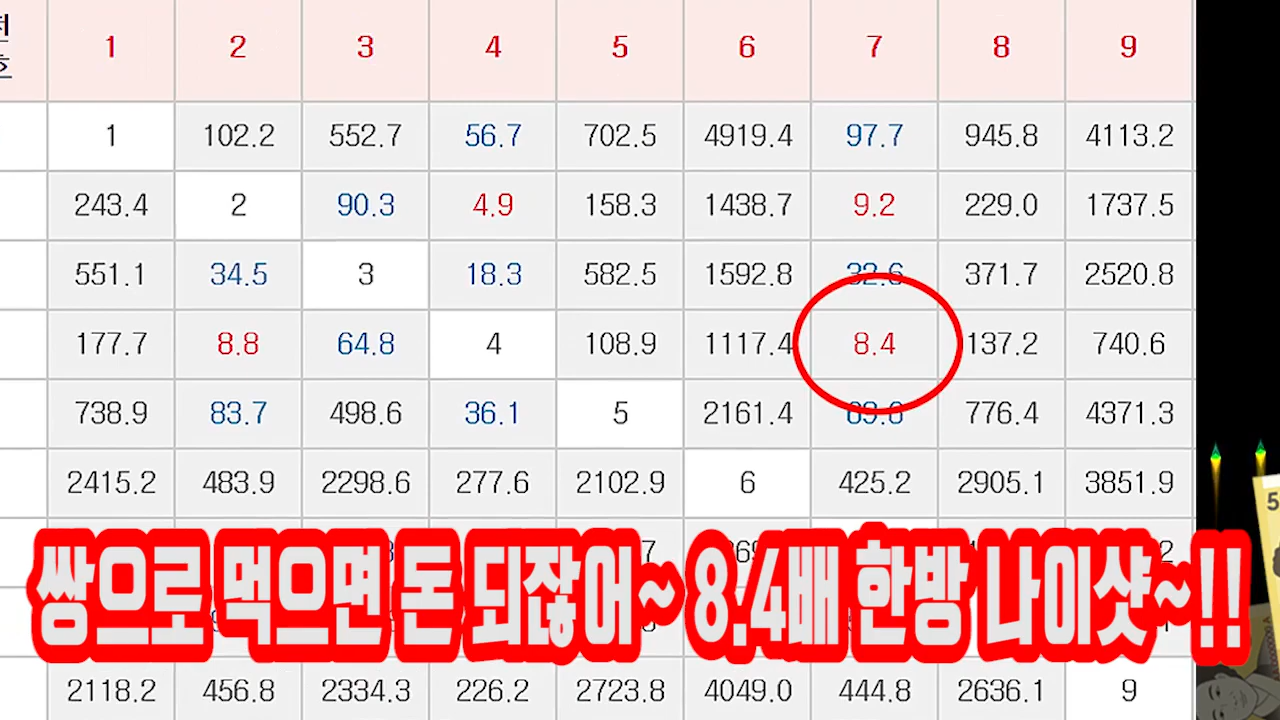 1 2 3 4 5 6 7 8 9
1 102.2 552.7 56.7 702.5 4919.4 97.7 945.8 4113.2
243.4 2 90.3 4.9 158.3 1438.7 9.2 229.0 1737.5
551.1 34.5 3 18.3 582.5 1592.8 32.6 371.7 2520.8
177.7 8.8 64.8 4 108.9 1117.4 8.4 137.2 740.6
738.9 83.7 498.6 36.1 5 2161.4 776.4 4371.3
2415.2 483.9 2298.6 277.6 2102.9 6 425.2 2905.1 3851.9
쌍으로 먹으면 돈 되잖어~ 8.4배 한방 나이샷~!!
2118.2 456.8 2334.3 226.2 2723.8 4049.0 444.8 2636.1 9